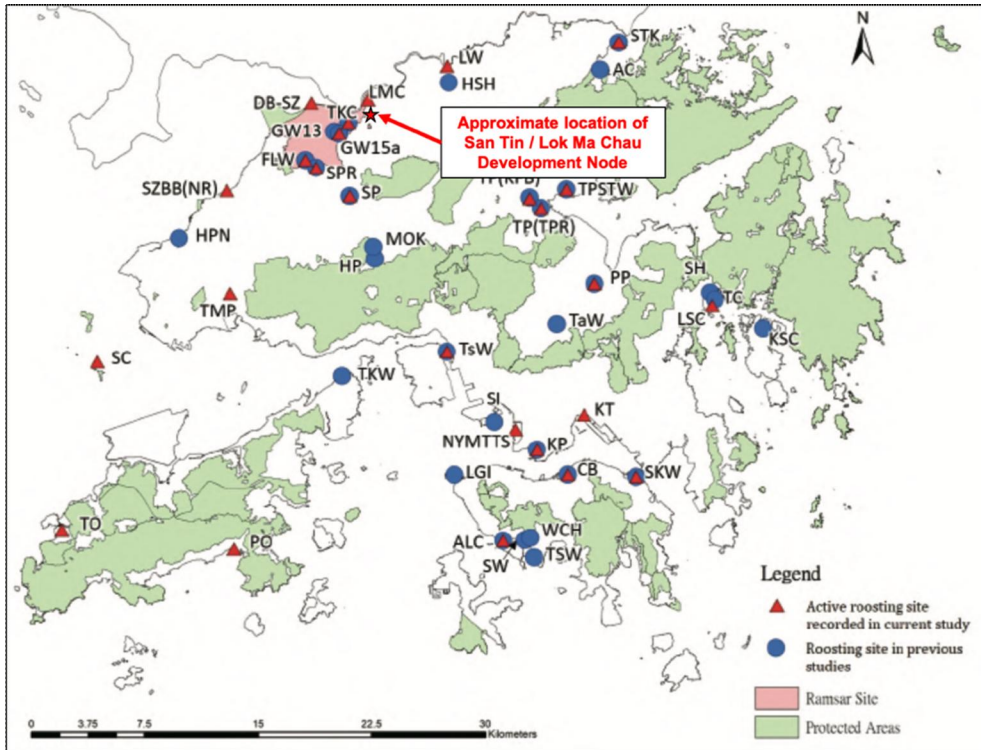 N
STK
LW
AC
HSH
LMC
DB-SZ
TKC
GW13
GW15a
Approximate location of
San Tin / Lok Ma Chau
Development Node
FLW
SPR
SP
SZBB(NR)
TPSTW
TP(TPR)
HPN
MOK
HP
PP
SH
TC
LSC
KSC
TMP
TaW
SC
TsW
TKW
SI
KT
NYMTTS
KP
LGI
CB
SKW
TO
PO
ALC
WCH
SW
TSW
Legend
Active roosting site
recorded in current study
Roosting site in previous
studies
Ramsar Site
Protected Areas
0 3.75 7.5 15 22.5 30
Kilometers